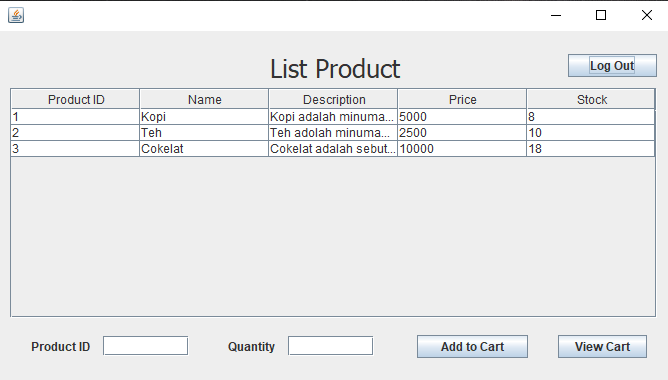 List Product
Log Out
Product ID Name Description Price Stock
1 Kopi Kopi adalah minuma... 5000 8
2 Teh Teh adolah minuma... 2500 10
3 Cokelat Cokelat adalah sebut... 10000 18
Product ID Quantity Add to Cart View Cart